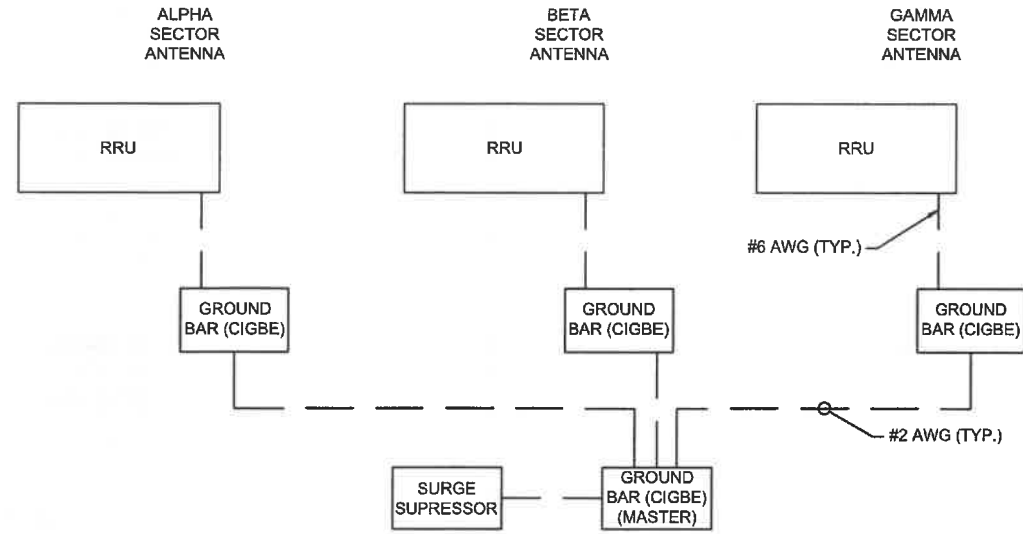 ALPHA
SECTOR
ANTENNA
BETA
SECTOR
ANTENNA
GAMMA
SECTOR
ANTENNA
RRU
RRU
RRU
#6 AWG (TYP.)
GROUND
BAR (CIGBE)
GROUND
BAR (CIGBE)
GROUND
BAR (CIGBE)
#2 AWG (TYP.)
SURGE
SUPRESSOR
GROUND
BAR (CIGBE)
(MASTER)